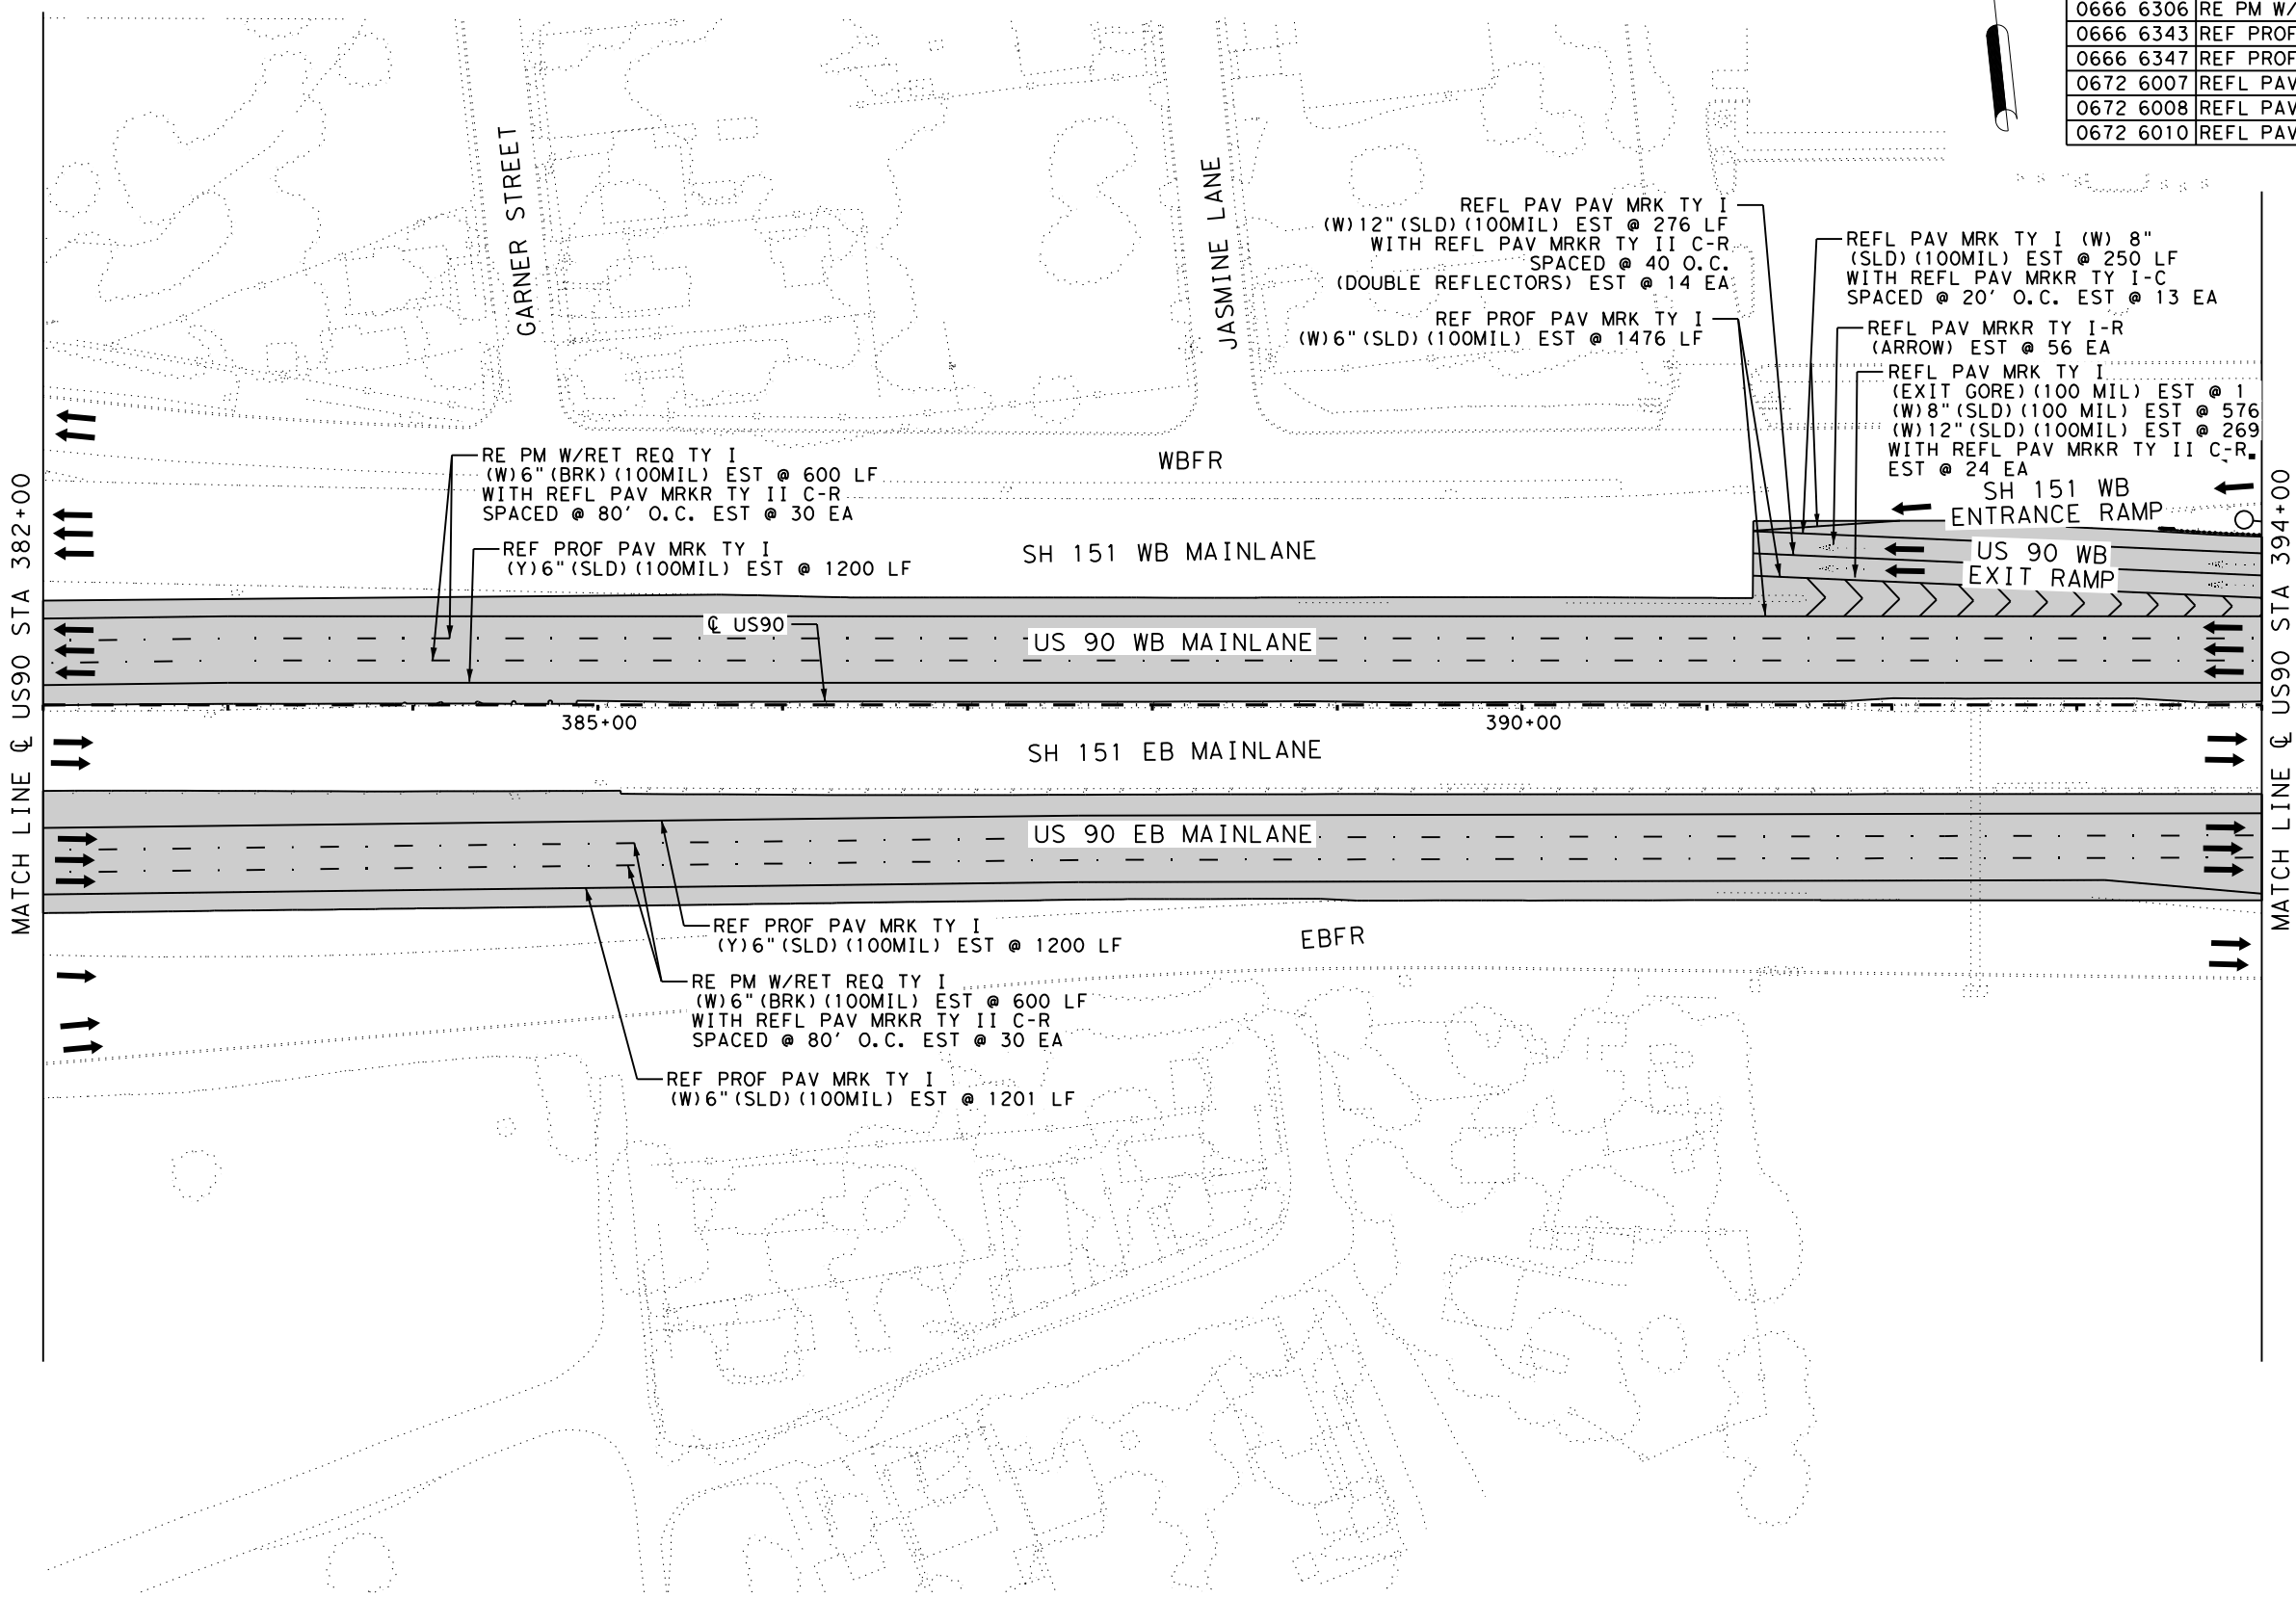 0666 6306 RE PM W/
0666 6343 REF PROF
0666 6347 REF PROF
0672 6007 REFL PAV
0672 6008 REFL PAV
0672 6010 REFL PAV
GARNER STREET
JASMINE LANE
REFL PAV PAV MRK TY I
(W)12"(SLD)(100MIL) EST @ 276 LF
WITH REFL PAV MRKR TY II C-R
SPACED @ 40 O.C.
(DOUBLE REFLECTORS) EST @ 14 EA
REF PROF PAV MRK TY I
(W)6"(SLD)(100MIL) EST @ 1476 LF
REFL PAV MRK TY I (W) 8"
(SLD)(100MIL) EST @ 250 LF
WITH REFL PAV MRKR TY I-C
SPACED @ 20' O.C. EST @ 13 EA
REFL PAV MRKR TY I-R
(ARROW) EST @ 56 EA
REFL PAV MRK TY I
(EXIT GORE)(100 MIL) EST @ 1
(W)8"(SLD)(100 MIL) EST @ 576
(W)12"(SLD)(100MIL) EST @ 269
WITH REFL PAV MRKR TY II C-R.
EST @ 24 EA
RE PM W/RET REQ TY I
(W)6"(BRK)(100MIL) EST @ 600 LF
WITH REFL PAV MRKR TY II C-R
SPACED @ 80' O.C. EST @ 30 EA
REF PROF PAV MRK TY I
(Y)6"(SLD)(100MIL) EST @ 1200 LF
WBFR
SH 151 WB MAINLANE
SH 151 WB
ENTRANCE RAMP
US 90 WB
EXIT RAMP
℄ US90
US 90 WB MAINLANE
385+00
390+00
SH 151 EB MAINLANE
US 90 EB MAINLANE
MATCH LINE ℄ US90 STA 382+00
MATCH LINE ℄ US90 STA 394+00
REF PROF PAV MRK TY I
(Y)6"(SLD)(100MIL) EST @ 1200 LF
EBFR
RE PM W/RET REQ TY I
(W)6"(BRK)(100MIL) EST @ 600 LF
WITH REFL PAV MRKR TY II C-R
SPACED @ 80' O.C. EST @ 30 EA
REF PROF PAV MRK TY I
(W)6"(SLD)(100MIL) EST @ 1201 LF